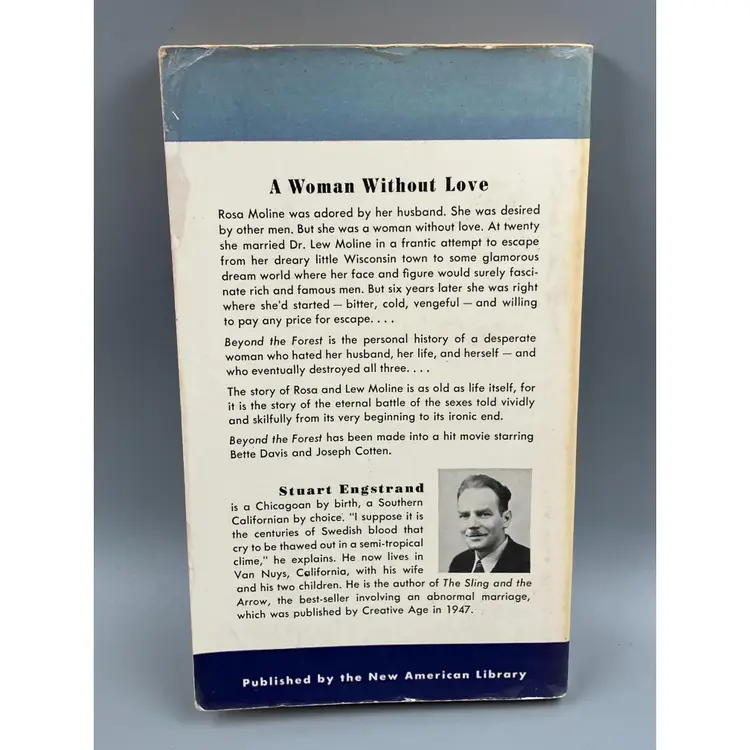 A Woman Without Love
Rosa Moline was adored by her husband. She was desired
by other men. But she was a woman without love. At twenty
she married Dr. Lew Moline in a frantic attempt to escape
from her dreary little Wisconsin town to some glamorous
dream world where her face and figure would surely fasci-
nate rich and famous men. But six years later she was right
where she'd started — bitter, cold, vengeful — and willing
to pay any price for escape. . . .
Beyond the Forest is the personal history of a desperate
woman who hated her husband, her life, and herself — and
who eventually destroyed all three. . . .
The story of Rosa and Lew Moline is as old as life itself, for
it is the story of the eternal battle of the sexes told vividly
and skilfully from its very beginning to its ironic end.
Beyond the Forest has been made into a hit movie starring
Bette Davis and Joseph Cotten.
Stuart Engstrand
is a Chicagoan by birth, a Southern
Californian by choice. "I suppose it is
the centuries of Swedish blood that
cry to be thawed out in a semi-tropical
clime," he explains. He now lives in
Van Nuys, California, with his wife
and his two children. He is the author of The Sling and the
Arrow, the best-seller involving an abnormal marriage,
which was published by Creative Age in 1947.
Published by the New American Library